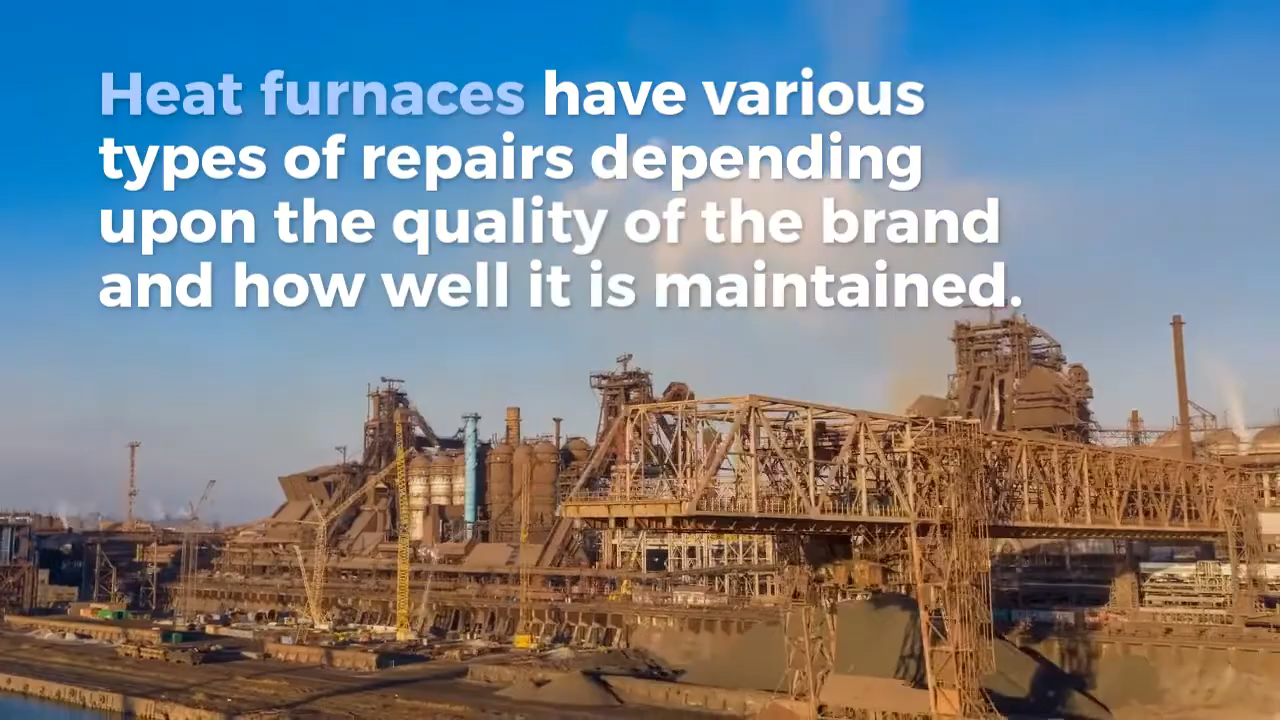 Heat furnaces have various
types of repairs depending
upon the quality of the brand
and how well it is maintained.